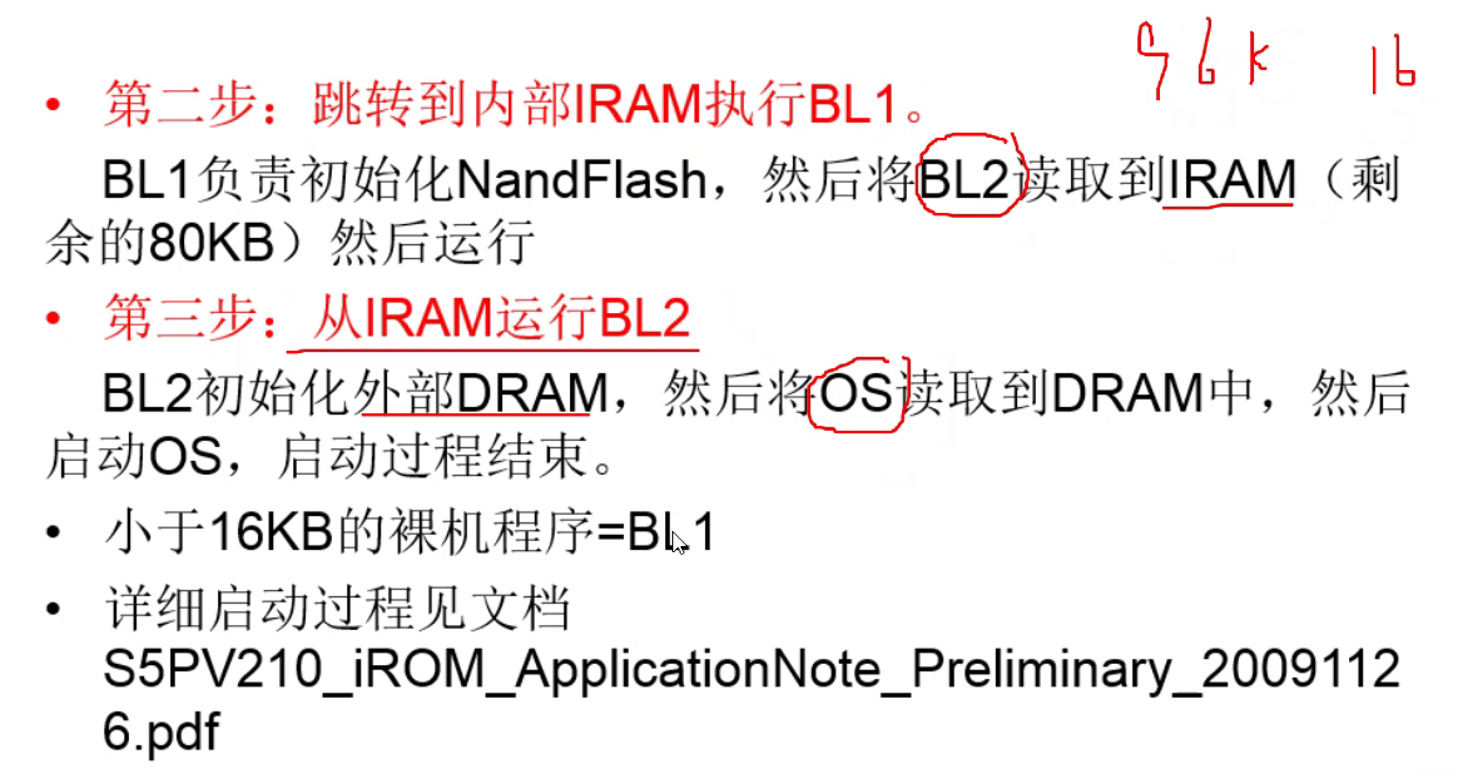 96K 16
• 第二步：跳转到内部IRAM执行BL1。
BL1负责初始化NandFlash，然后将BL2读取到IRAM（剩
余的80KB）然后运行
• 第三步：从IRAM运行BL2
BL2初始化外部DRAM，然后将OS读取到DRAM中，然后
启动OS，启动过程结束。
• 小于16KB的裸机程序=BL1
• 详细启动过程见文档
S5PV210_iROM_ApplicationNote_Preliminary_2009112
6.pdf